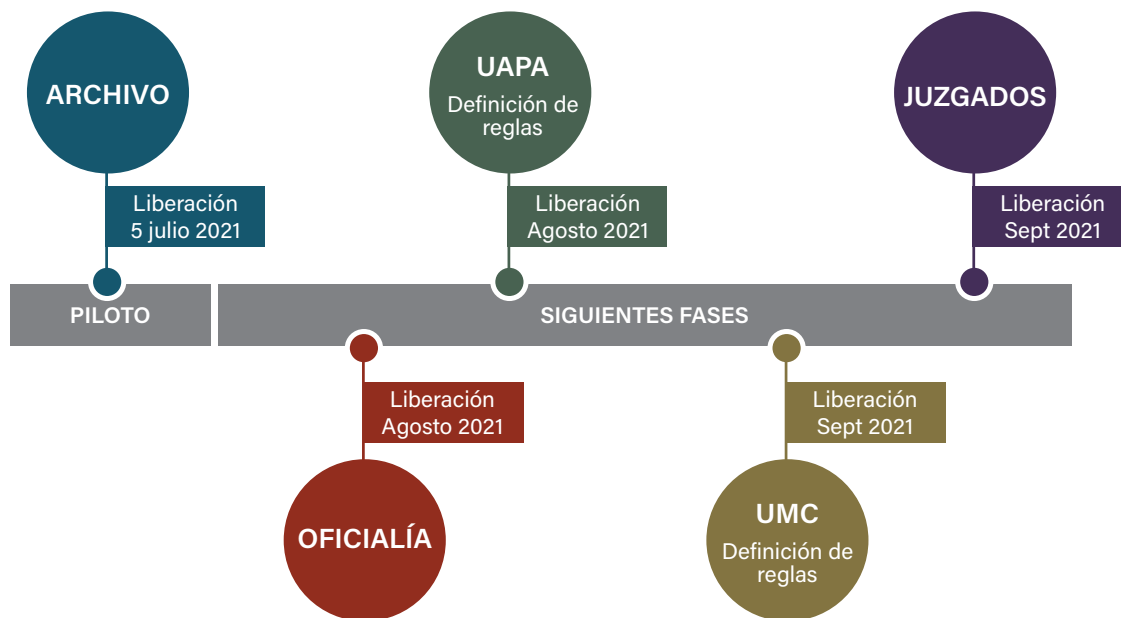 ARCHIVO
Liberación
5 julio 2021
UAPA
Definición de
reglas
Liberación
Agosto 2021
JUZGADOS
Liberación
Sept 2021
PILOTO
SIGUIENTES FASES
Liberación
Agosto 2021
OFICIALÍA
Liberación
Sept 2021
UMC
Definición de
reglas